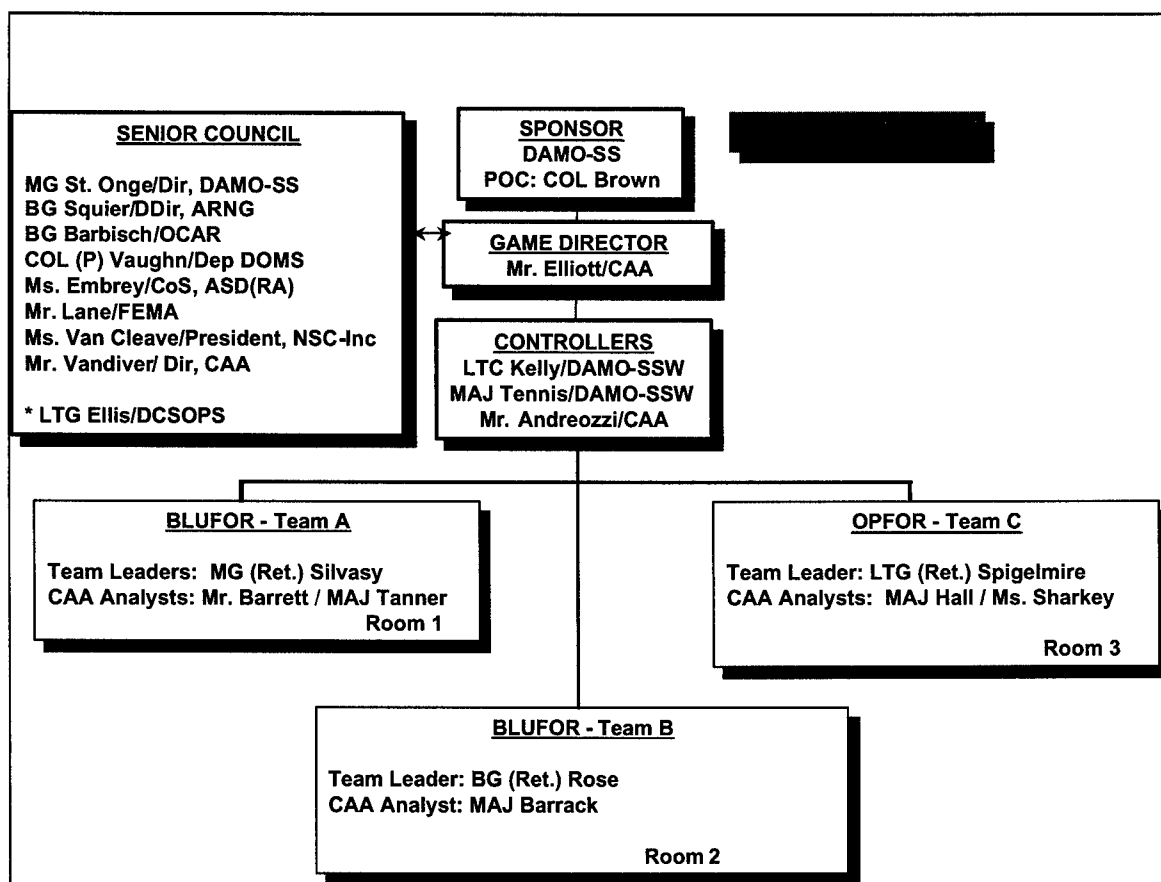 SENIOR COUNCIL
MG St. Onge/Dir, DAMO-SS
BG Squier/DDir, ARNG
BG Barbisch/OCAR
COL (P) Vaughn/Dep DOMS
Ms. Embrey/CoS, ASD(RA)
Mr. Lane/FEMA
Ms. Van Cleave/President, NSC-Inc
Mr. Vandiver/ Dir, CAA
* LTG Ellis/DCSOPS
SPONSOR
DAMO-SS
POC: COL Brown
GAME DIRECTOR
Mr. Elliott/CAA
CONTROLLERS
LTC Kelly/DAMO-SSW
MAJ Tennis/DAMO-SSW
Mr. Andreozzi/CAA
BLUFOR - Team A
Team Leaders: MG (Ret.) Silvasy
CAA Analysts: Mr. Barrett / MAJ Tanner
Room 1
OPFOR - Team C
Team Leader: LTG (Ret.) Spigelmire
CAA Analysts: MAJ Hall / Ms. Sharkey
Room 3
BLUFOR - Team B
Team Leader: BG (Ret.) Rose
CAA Analyst: MAJ Barrack
Room 2